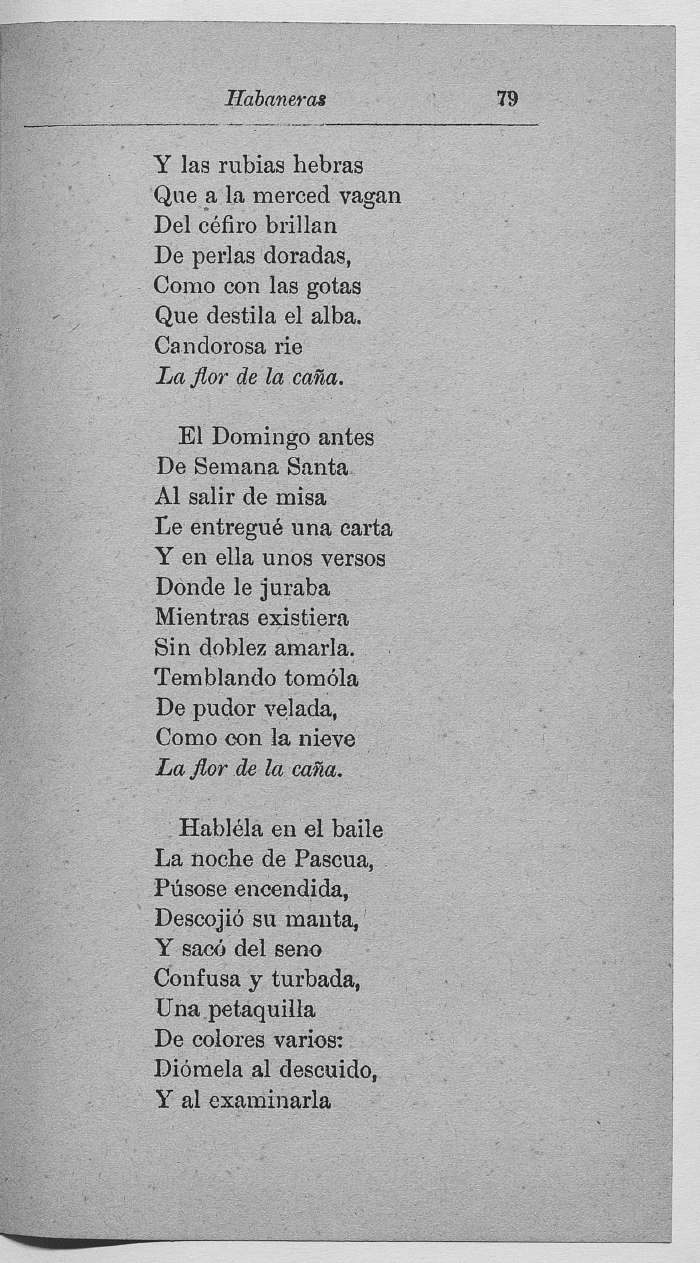 Habaneras 79
Y las rubias hebras
Que a la merced vagan
Del céfiro brillan
De perlas doradas,
Como con las gotas
Que destila el alba.
Candorosa rie
La flor de la caña.
El Domingo antes
De Semana Santa
Al salir de misa
Le entregué una carta
Y en ella unos versos
Donde le juraba
Mientras existiera
Sin doblez amarla.
Temblando tomóla
De pudor velada,
Como con la nieve
La flor de la caña.
Habléla en el baile
La noche de Pascua,
Púsose encendida,
Descojió su manta,
Y sacó del seno
Confusa y turbada,
Una petaquilla
De colores varios:
Diómela al descuido,
Y al examinarla